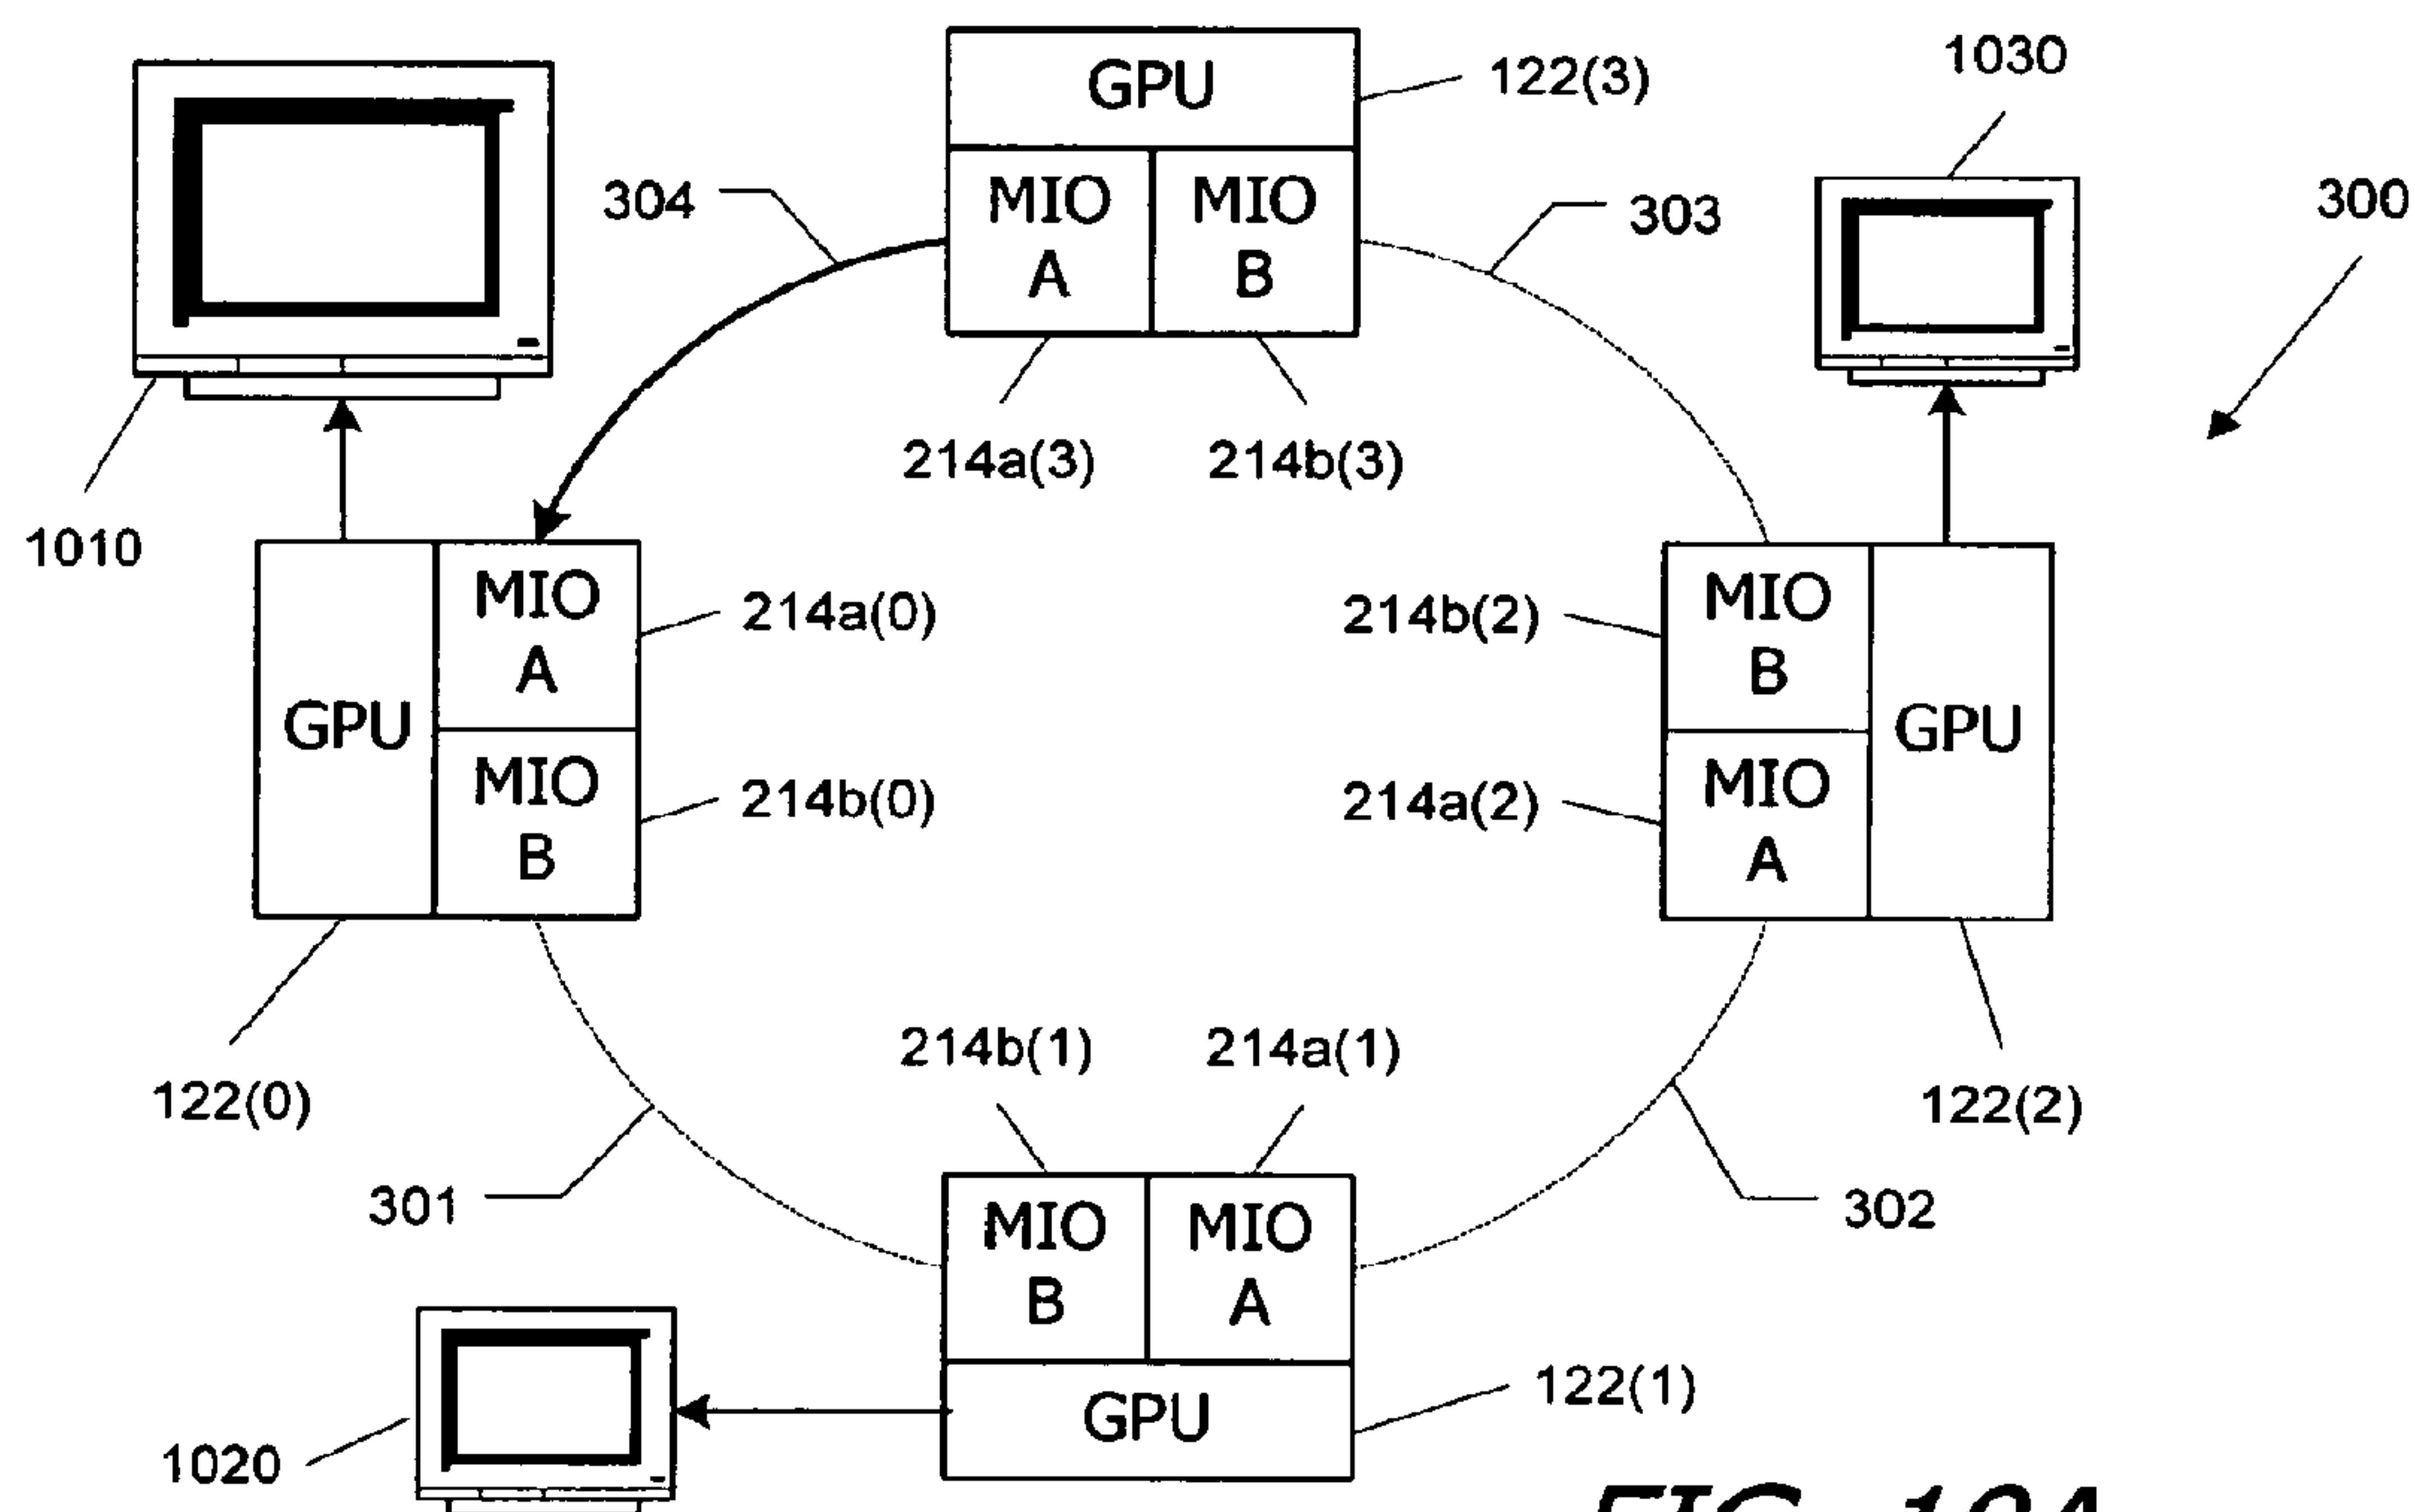 1030
GPU
122(3)
300
304
MIO A
MIO B
303
214a(3)
214b(3)
1010
MIO A
214a(0)
214b(2)
MIO B
GPU
GPU
MIO B
214b(0)
214a(2)
MIO A
214b(1)
214a(1)
122(0)
122(2)
301
302
MIO B
MIO A
122(1)
GPU
1020